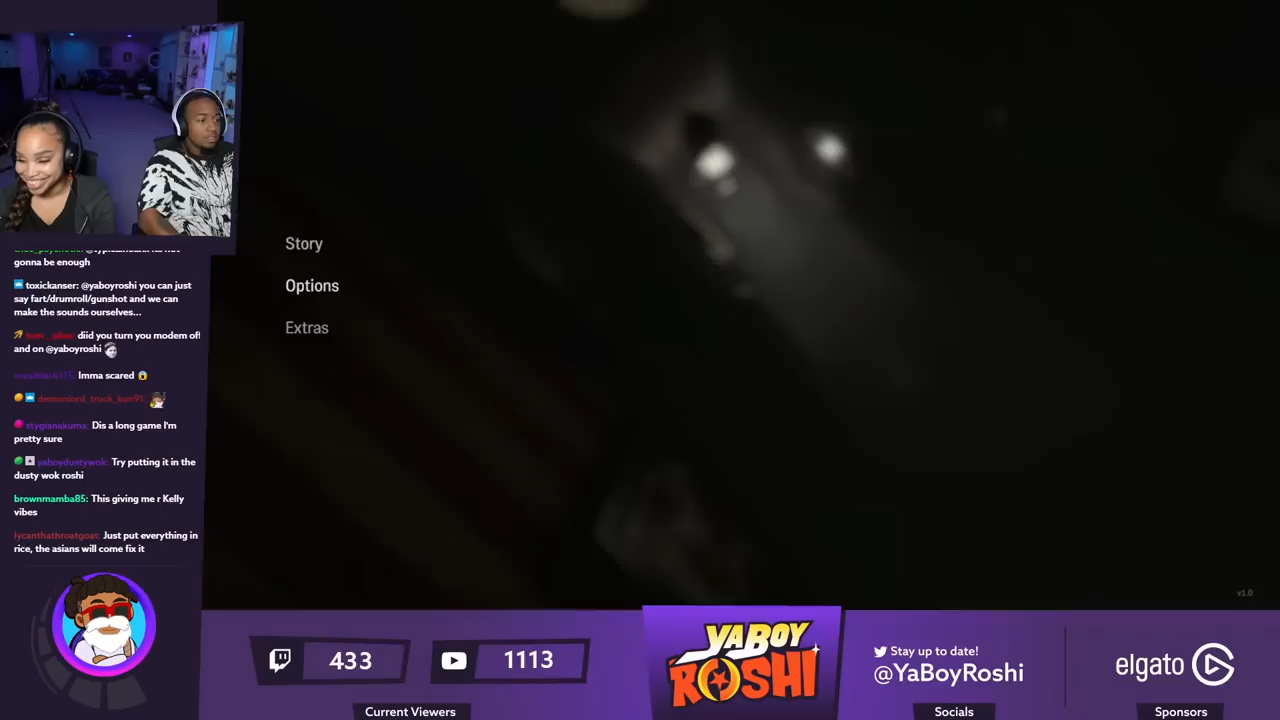 gonna be enough
toxickanser: @yaboyroshi you can just
say fart/drumroll/gunshot and we can
make the sounds ourselves...
diid you turn you modem off
and on @yaboyroshi
Imma scared
demonlord_truck_kun91:
stygianakuma: Dis a long game I'm
pretty sure
yaboydustywok: Try putting it in the
dusty wok roshi
brownmamba85: This giving me r Kelly
vibes
lycanthathroatgoat: Just put everything in
rice, the asians will come fix it
Story
Options
Extras
v1.0
433
1113
Current Viewers
YABOY
ROSHI
Stay up to date!
@YaBoyRoshi
Socials
elgato
Sponsors